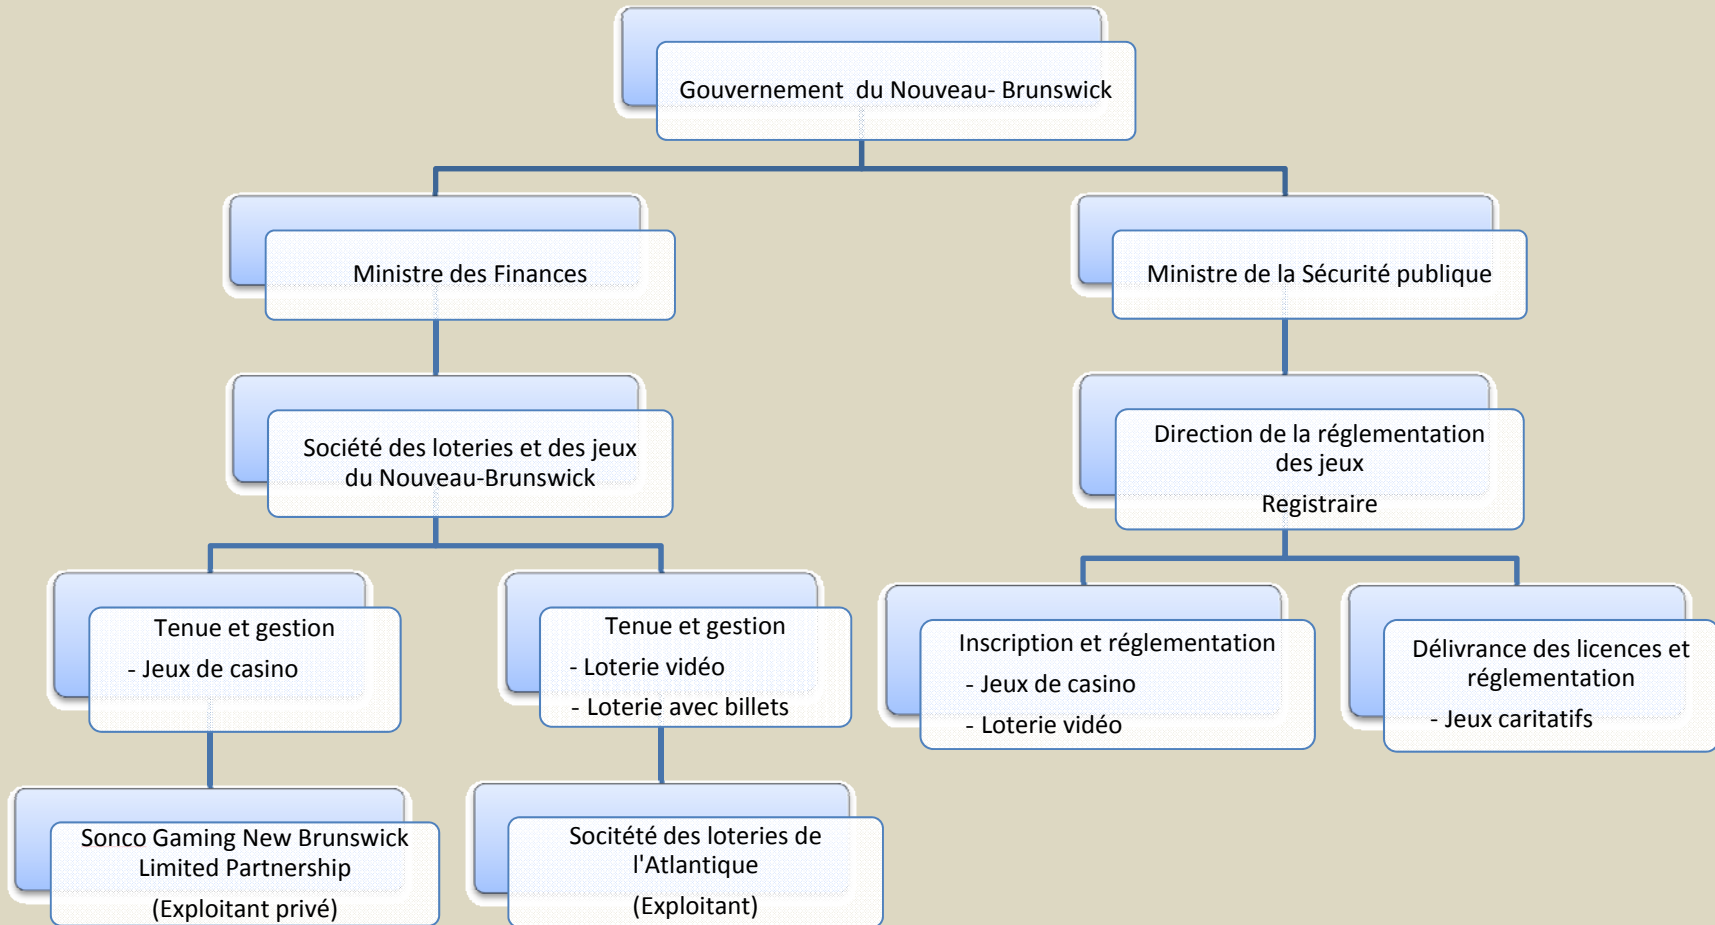 Gouvernement du Nouveau- Brunswick
Ministre des Finances
Ministre de la Sécurité publique
Société des loteries et des jeux
du Nouveau-Brunswick
Direction de la réglementation
des jeux
Registraire
Tenue et gestion
- Jeux de casino
Tenue et gestion
- Loterie vidéo
- Loterie avec billets
Inscription et réglementation
- Jeux de casino
- Loterie vidéo
Délivrance des licences et
réglementation
- Jeux caritatifs
Sonco Gaming New Brunswick
Limited Partnership
(Exploitant privé)
Socitété des loteries de
l'Atlantique
(Exploitant)